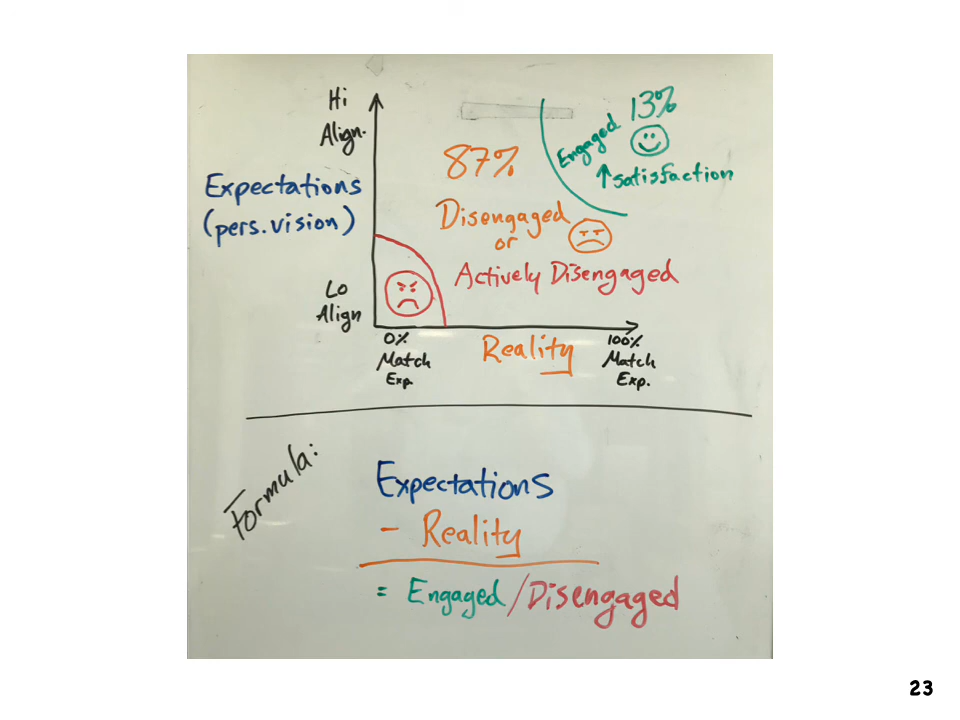 Hi
Align.
Expectations
(pers. vision)
Lo
Align
87%
Disengaged
or
Actively Disengaged
Engaged
13%
↑ satisfaction
0%
Match
Exp.
Reality
100%
Match
Exp.
Formula:
Expectations
- Reality
= Engaged/Disengaged
23